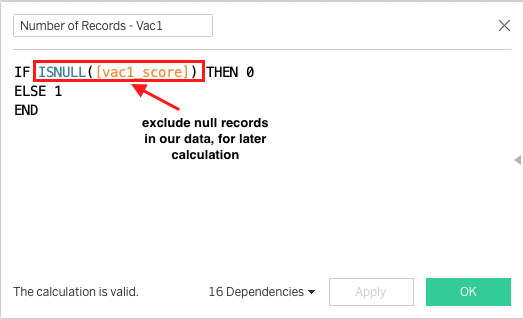 Number of Records - Vac1
IF ISNULL([vac1_score]) THEN 0
ELSE 1
END
exclude null records
in our data, for later
calculation
The calculation is valid.
16 Dependencies
Apply
OK